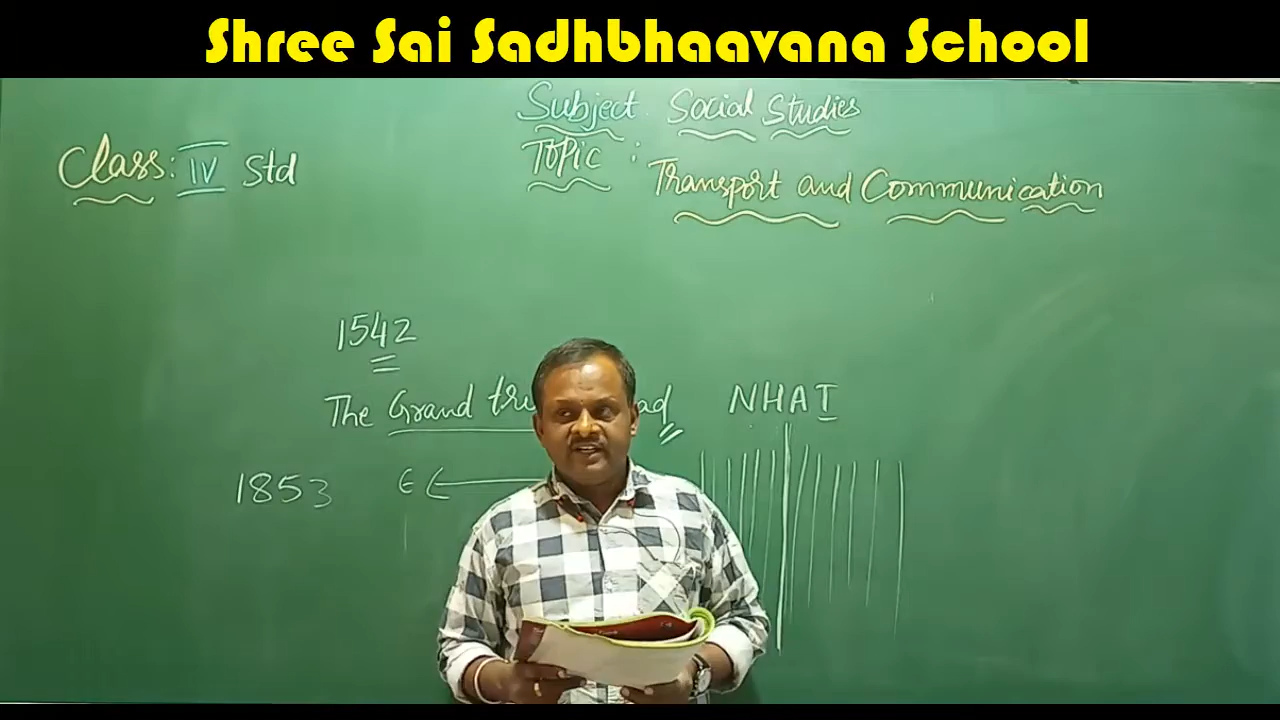 Shree Sai Sadhbhaavana School
Subject: Social Studies
Class: IV Std
Topic :
Transport and Communication
1542
The Grand
NHAI
1853
E